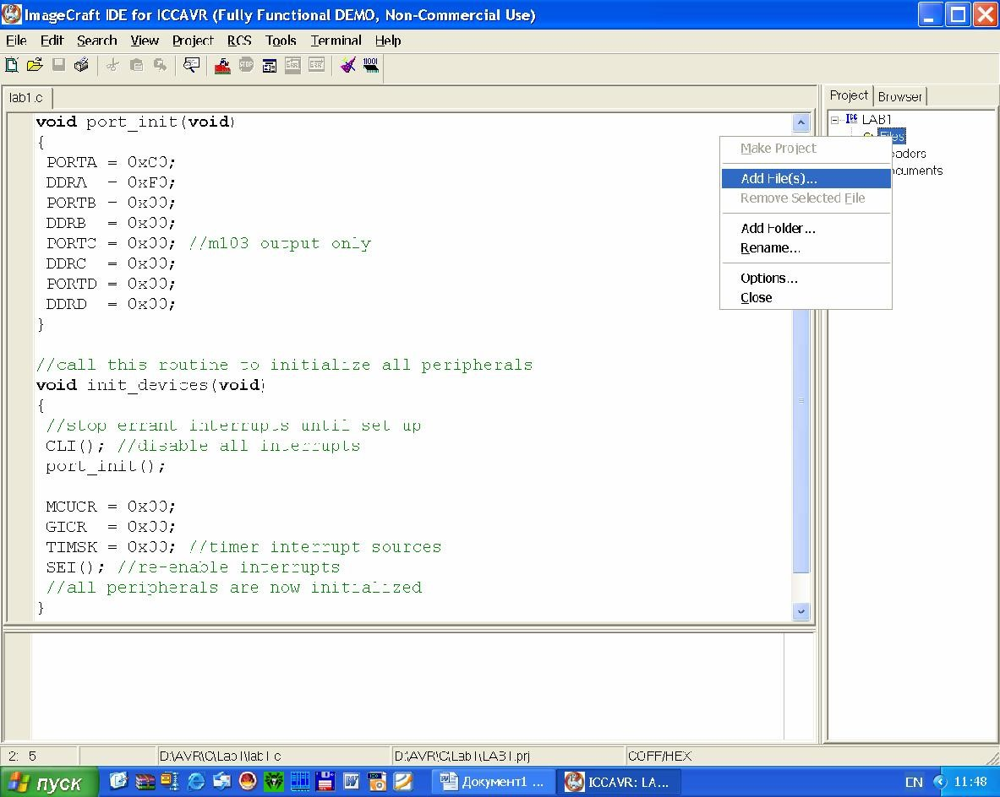 ImageCraft IDE for ICCAVR (Fully Functional DEMO, Non-Commercial Use)
File Edit Search View Project RCS Tools Terminal Help
lab1.c
Project Browser
void port_init(void)
{
PORTA = 0xC0;
DDRA = 0xF0;
PORTB = 0x00;
DDRB = 0x00;
PORTC = 0x00; //m103 output only
DDRC = 0x00;
PORTD = 0x00;
DDRD = 0x00;
}
//call this routine to initialize all peripherals
void init_devices(void)
{
//stop errant interrupts until set up
CLI(); //disable all interrupts
port_init();
MCUCR = 0x00;
GICR = 0x00;
TIMSK = 0x00; //timer interrupt sources
SEI(); //re-enable interrupts
//all peripherals are now initialized
}
LAB1
Files
eaders
cuments
Make Project
Add File(s)...
Remove Selected File
Add Folder...
Rename...
Options...
Close
2: 5
D:\AVR\C\Lab1\lab1.c
D:\AVR\C\Lab1\LAB1.prj
COFF/HEX
пуск
Документ1 ...
ICCAVR: LA...
EN
11:48